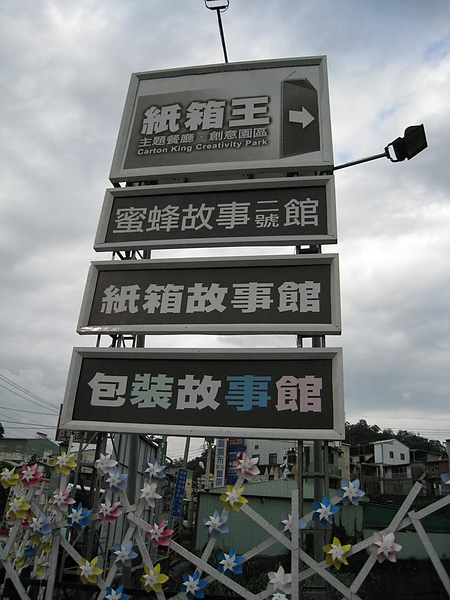 紙箱王
主題餐廳·創意園區
Carton King Creativity Park
蜜蜂故事二號館
紙箱故事館
包裝故事館